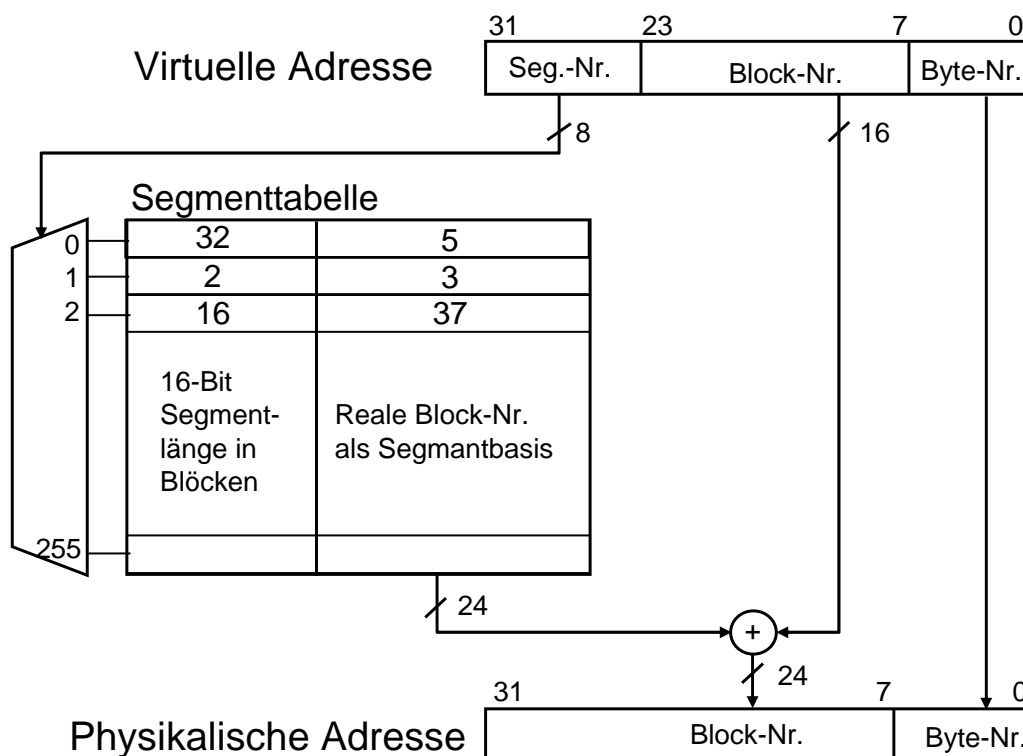 31 23 7 0
Virtuelle Adresse Seg.-Nr. Block-Nr. Byte-Nr.
8 16
Segmenttabelle
0 32 5
1 2 3
2 16 37
16-Bit
Segment-
länge in
Blöcken
Reale Block-Nr.
als Segmantbasis
255
24
+
24
31 7 0
Physikalische Adresse Block-Nr. Byte-Nr.